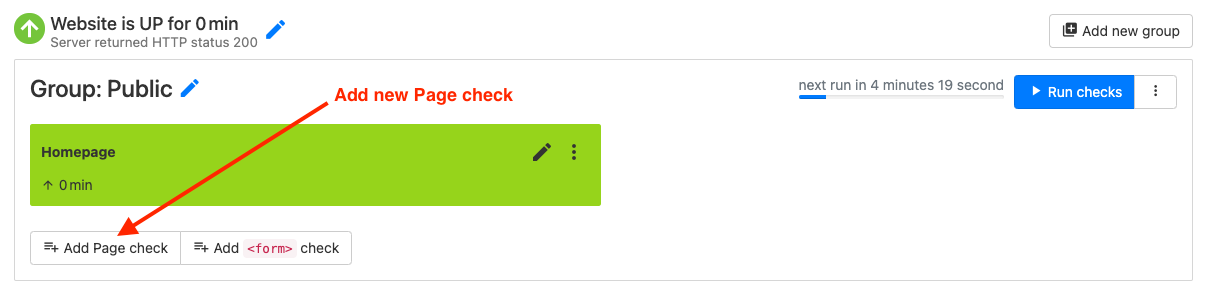 Website is UP for 0 min
Server returned HTTP status 200
Add new group
Group: Public
Add new Page check
next run in 4 minutes 19 second
Run checks
Homepage
0 min
Add Page check
Add <form> check